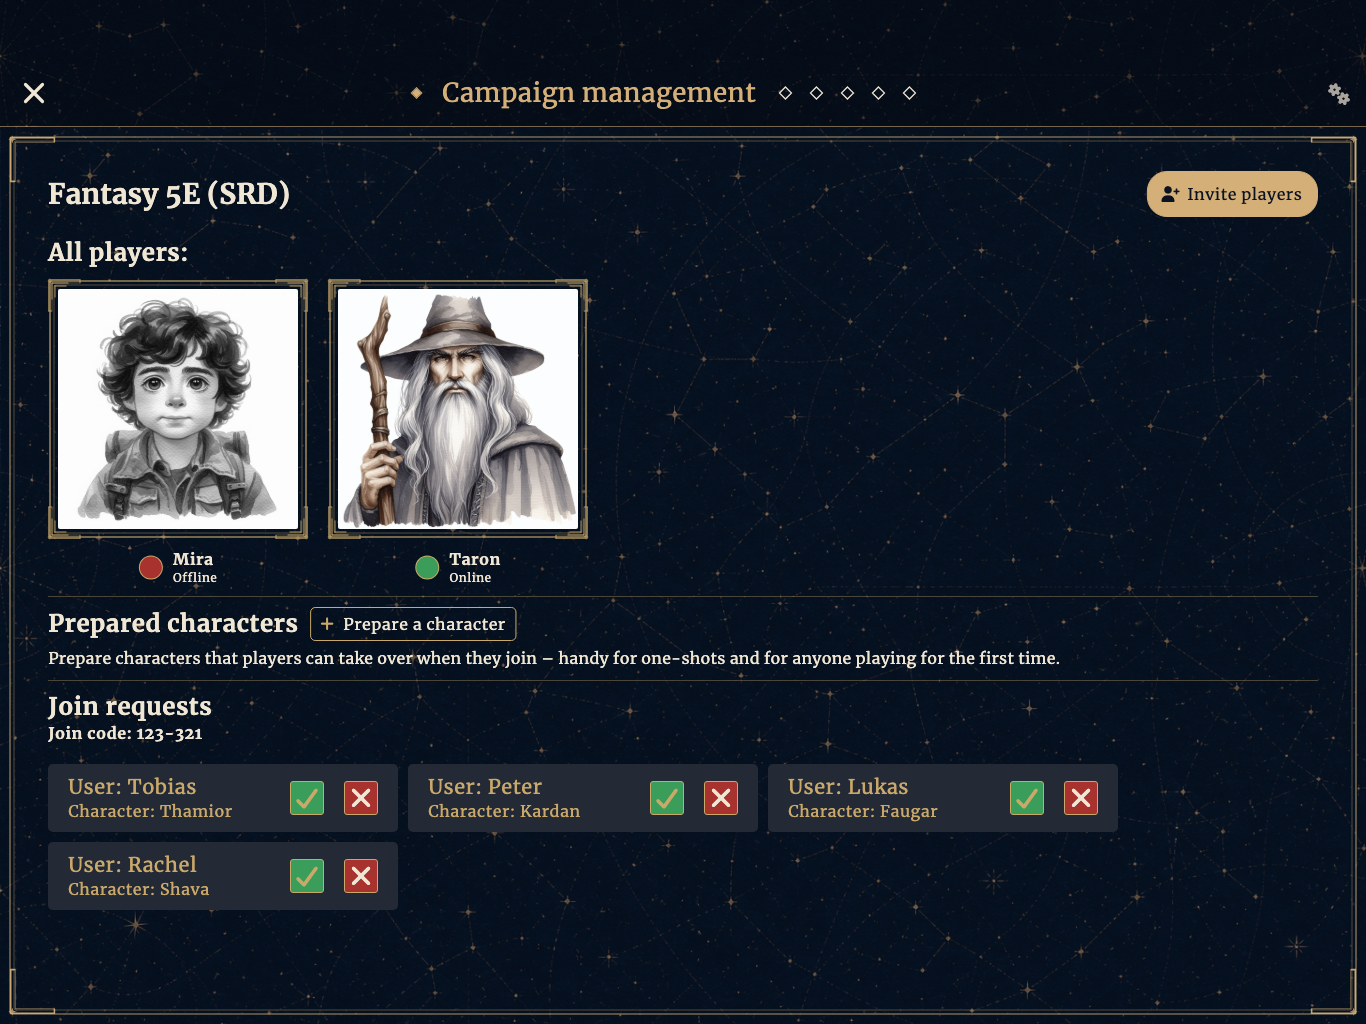 Campaign management
Fantasy 5E (SRD)
Invite players
All players:
Mira
Offline
Taron
Online
Prepared characters
+ Prepare a character
Prepare characters that players can take over when they join – handy for one-shots and for anyone playing for the first time.
Join requests
Join code: 123-321
User: Tobias
Character: Thamior
User: Peter
Character: Kardan
User: Lukas
Character: Faugar
User: Rachel
Character: Shava